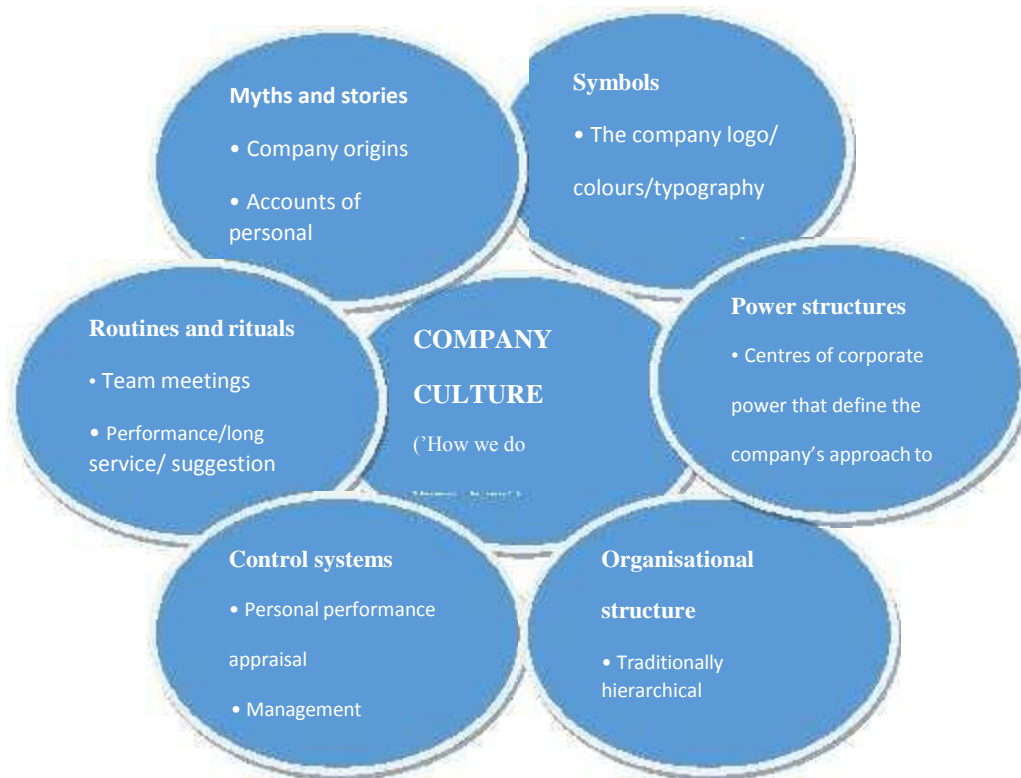 Myths and stories
• Company origins
• Accounts of
personal
Symbols
• The company logo/
colours/typography
Routines and rituals
• Team meetings
• Performance/long
service/ suggestion
COMPANY
CULTURE
(’How we do
Power structures
• Centres of corporate
power that define the
company’s approach to
Control systems
• Personal performance
appraisal
• Management
Organisational
structure
• Traditionally
hierarchical